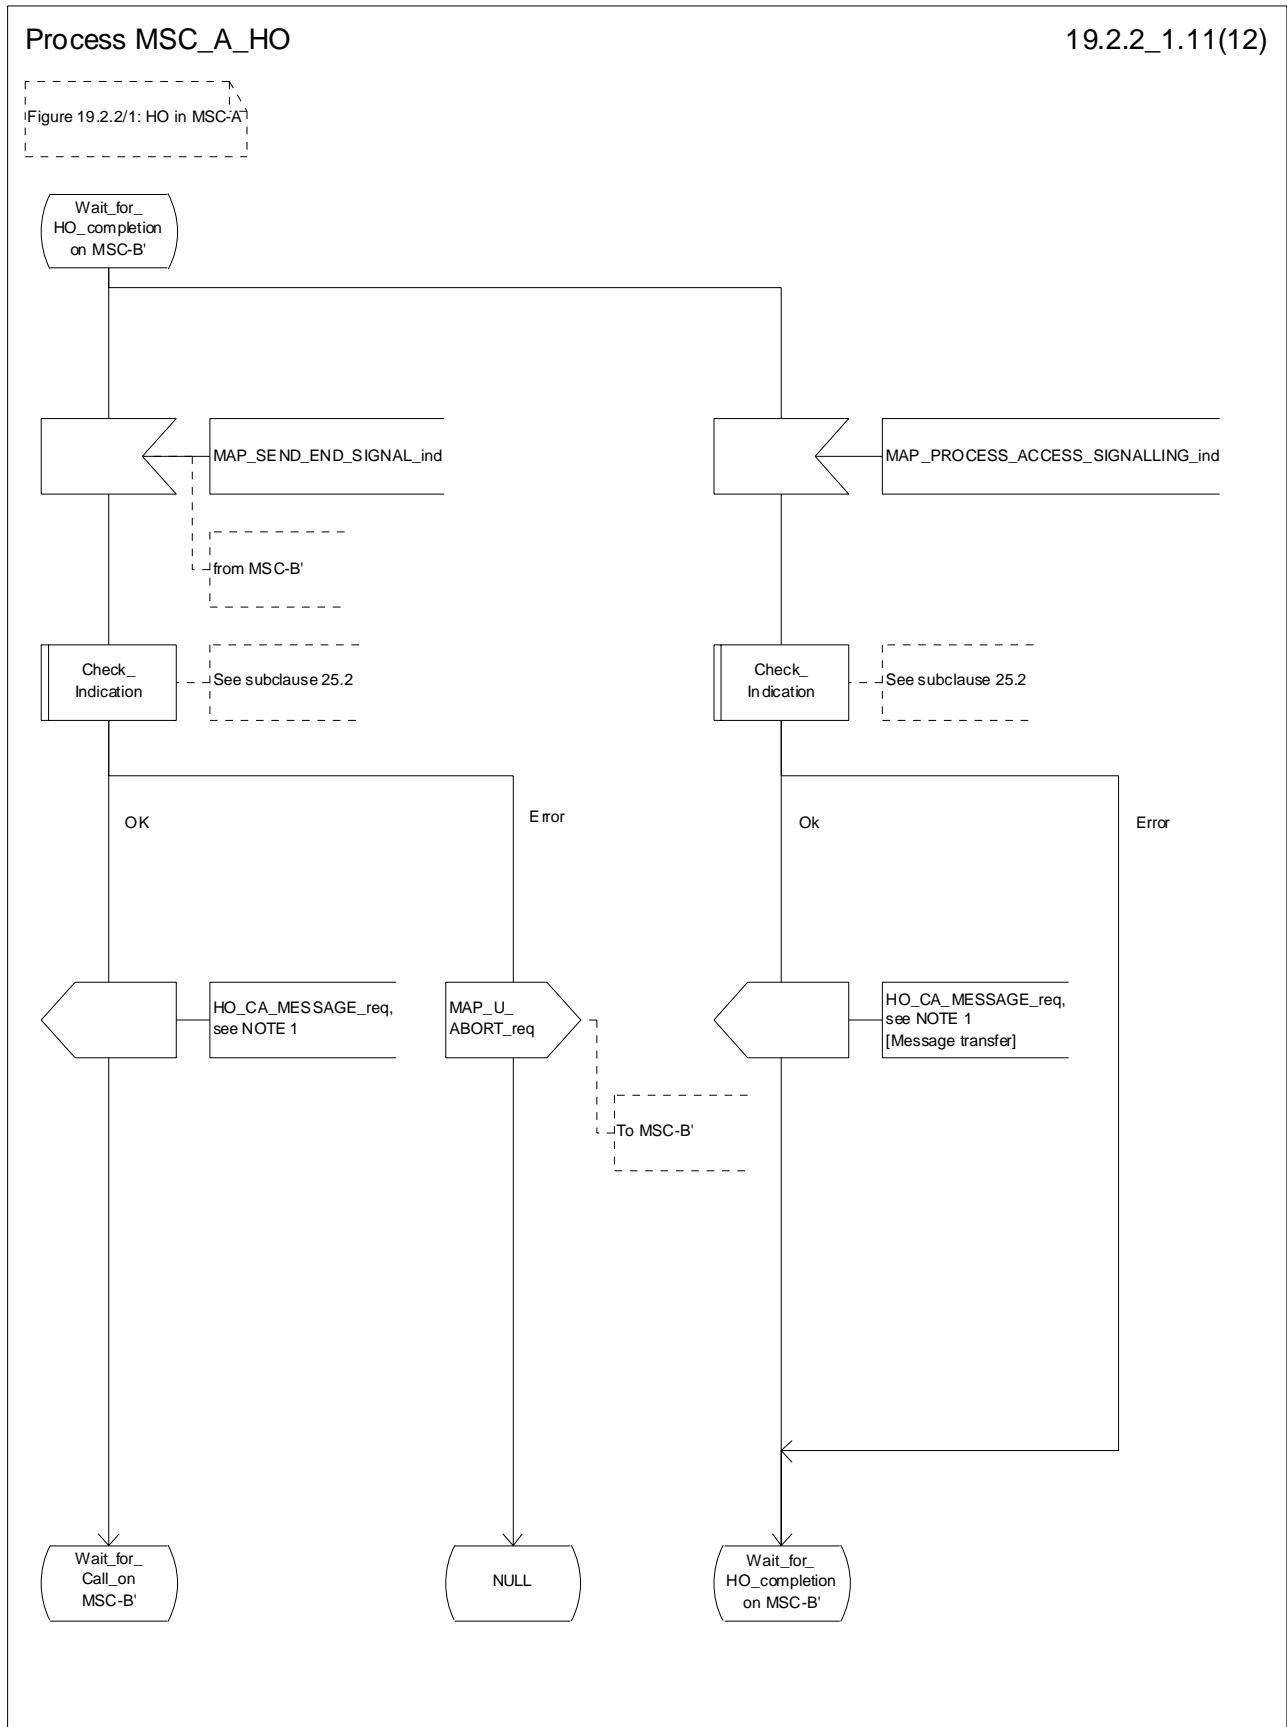 Process MSC_A_HO
19.2.2_1.11(12)
Figure 19.2.2/1: HO in MSC-A
Wait_for_
HO_completion
on MSC-B'
MAP_SEND_END_SIGNAL_ind
MAP_PROCESS_ACCESS_SIGNALLING_ind
from MSC-B'
Check_
Indication
See subclause 25.2
Check_
Indication
See subclause 25.2
OK
Error
Ok
Error
HO_CA_MESSAGE_req,
see NOTE 1
MAP_U_
ABORT_req
HO_CA_MESSAGE_req,
see NOTE 1
[Message transfer]
To MSC-B'
Wait_for_
Call_on
MSC-B'
NULL
Wait_for_
HO_completion
on MSC-B'